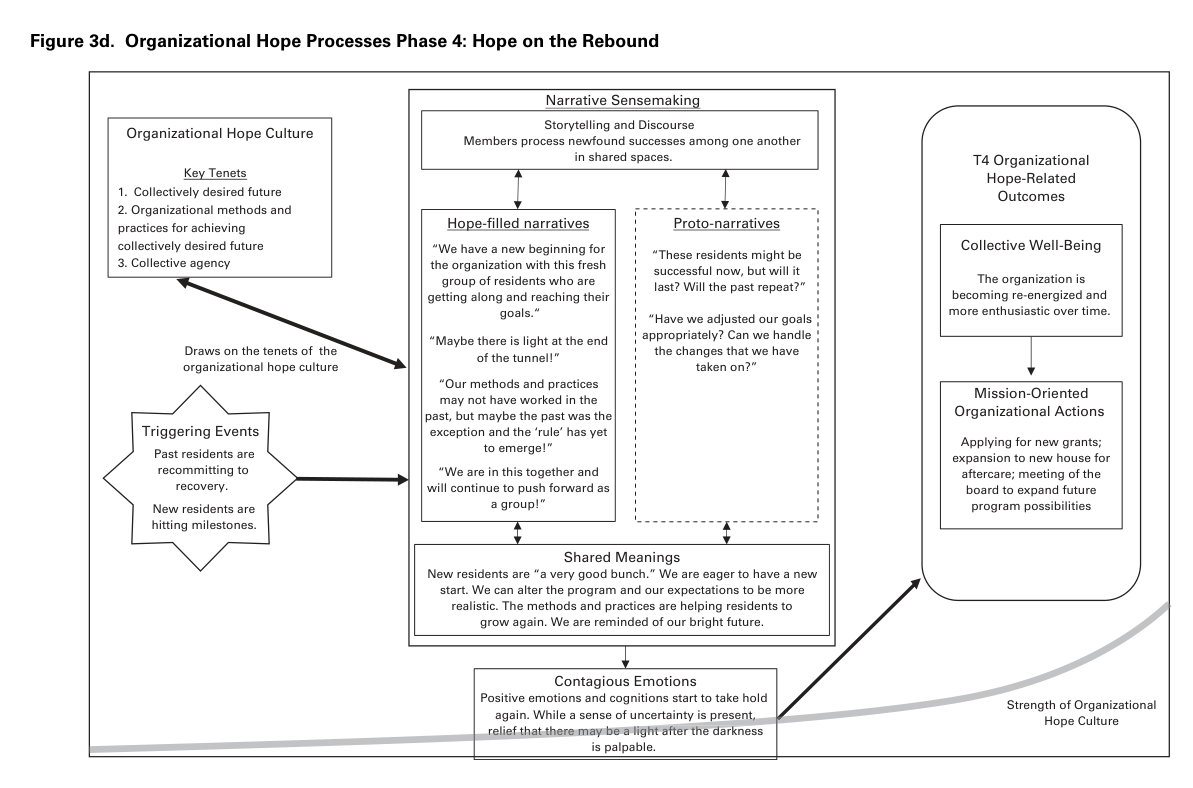 Figure 3d. Organizational Hope Processes Phase 4: Hope on the Rebound
Organizational Hope Culture
Key Tenets
1. Collectively desired future
2. Organizational methods and
practices for achieving
collectively desired future
3. Collective agency
Draws on the tenets of the
organizational hope culture
Triggering Events
Past residents are
recommitting to
recovery.
New residents are
hitting milestones.
Narrative Sensemaking
Storytelling and Discourse
Members process newfound successes among one another
in shared spaces.
Hope-filled narratives
“We have a new beginning for
the organization with this fresh
group of residents who are
getting along and reaching their
goals.“
“Maybe there is light at the end
of the tunnel!”
“Our methods and practices
may not have worked in the
past, but maybe the past was the
exception and the ‘rule’ has yet
to emerge!”
“We are in this together and
will continue to push forward as
a group!”
Proto-narratives
“These residents might be
successful now, but will it
last? Will the past repeat?”
“Have we adjusted our goals
appropriately? Can we handle
the changes that we have
taken on?”
Shared Meanings
New residents are “a very good bunch.” We are eager to have a new
start. We can alter the program and our expectations to be more
realistic. The methods and practices are helping residents to
grow again. We are reminded of our bright future.
Contagious Emotions
Positive emotions and cognitions start to take hold
again. While a sense of uncertainty is present,
relief that there may be a light after the darkness
is palpable.
T4 Organizational
Hope-Related
Outcomes
Collective Well-Being
The organization is
becoming re-energized and
more enthusiastic over time.
Mission-Oriented
Organizational Actions
Applying for new grants;
expansion to new house for
aftercare; meeting of the
board to expand future
program possibilities
Strength of Organizational
Hope Culture